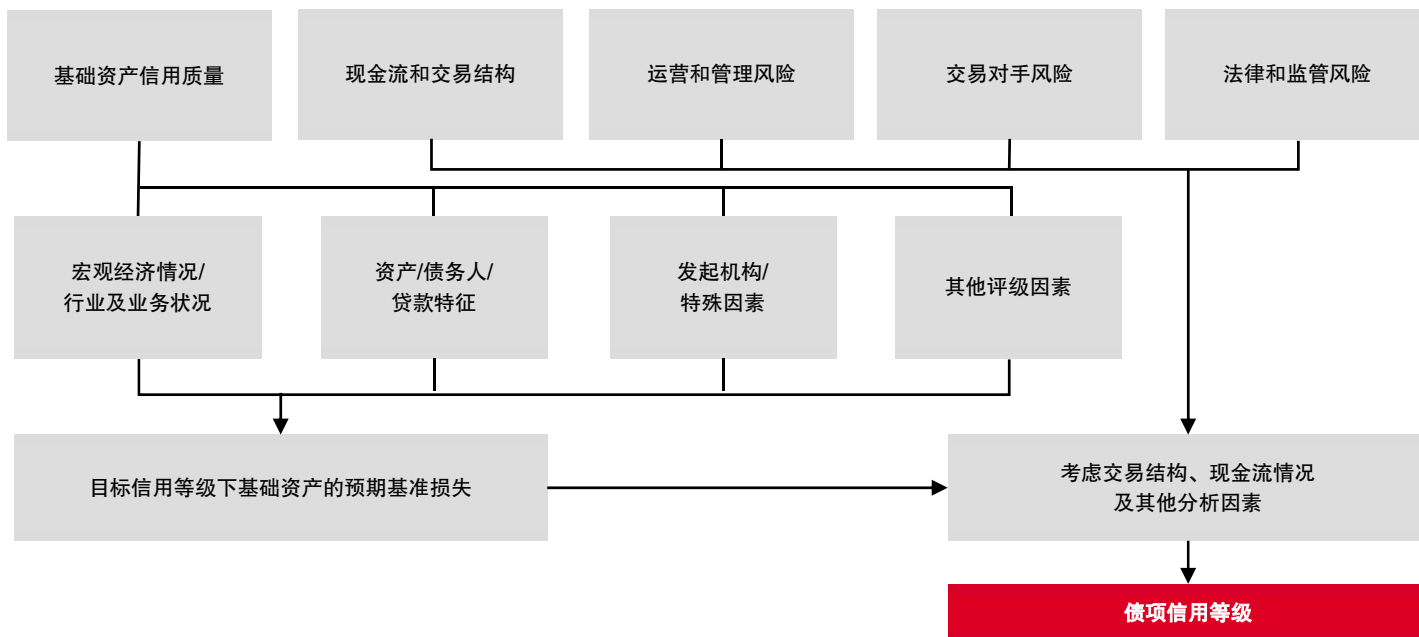 基础资产信用质量
现金流和交易结构
运营和管理风险
交易对手风险
法律和监管风险
宏观经济情况/
行业及业务状况
资产/债务人/
贷款特征
发起机构/
特殊因素
其他评级因素
目标信用等级下基础资产的预期基准损失
考虑交易结构、现金流情况
及其他分析因素
债项信用等级